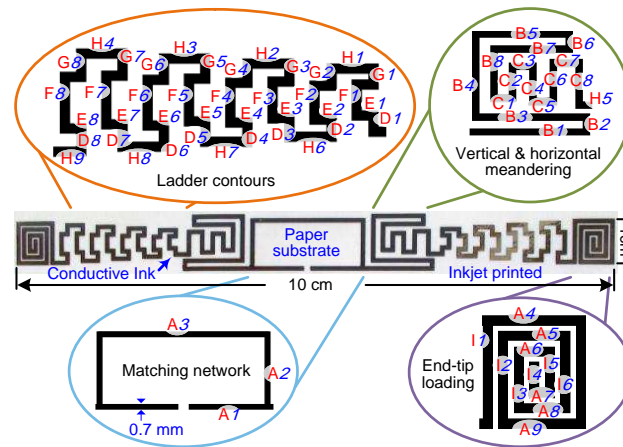 H4 H3 H2 H1
G8 G7 G6 G5 G4 G3 G2 G1
F8 F7 F6 F5 F4 F3 F2 F1
E8 E7 E6 E5 E4 E3 E2 E1
D8 D7 D6 D5 D4 D3 D2 D1
H9 H8 H7 H6
Ladder contours
B5 B6
B7
B8 C3 C7
B4 C2 C4 C6 C8
C1 C5 H5
B3
B1 B2
Vertical & horizontal
meandering
Paper
substrate
Conductive Ink
Inkjet printed
10 cm
A3
Matching network
A2
A1
0.7 mm
A4
I1 A5
A6
I2 I4 I5
I3 A7 I6
A8
A9
End-tip
loading